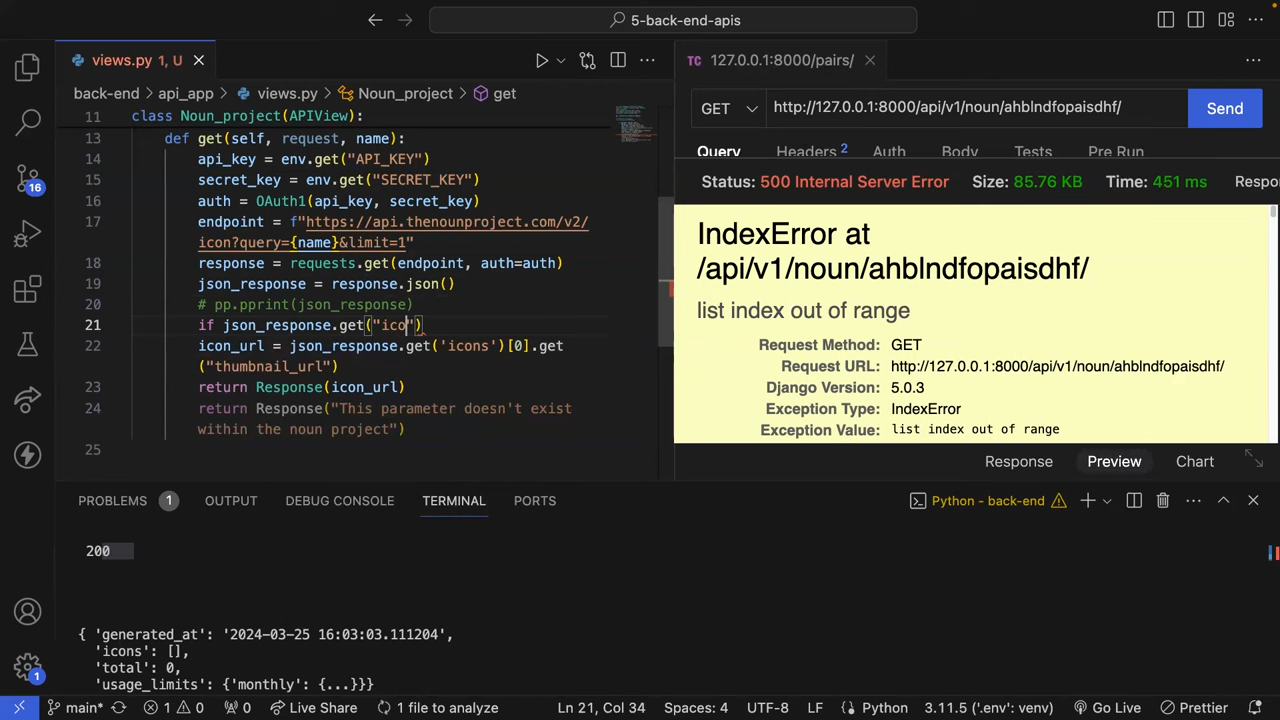 5-back-end-apis
views.py 1, U
TC 127.0.0.1:8000/pairs/
back-end > api_app > views.py > Noun_project > get
GET http://127.0.0.1:8000/api/v1/noun/ahblndfopaisdhf/ Send
11 class Noun_project(APIView):
13 def get(self, request, name):
14 api_key = env.get("API_KEY")
15 secret_key = env.get("SECRET_KEY")
16 auth = OAuth1(api_key, secret_key)
17 endpoint = f"https://api.thenounproject.com/v2/
icon?query={name}&limit=1"
18 response = requests.get(endpoint, auth=auth)
19 json_response = response.json()
20 # pp.pprint(json_response)
21 if json_response.get("ico")
22 icon_url = json_response.get('icons')[0].get
("thumbnail_url")
23 return Response(icon_url)
24 return Response("This parameter doesn't exist
within the noun project")
25
Query Headers 2 Auth Body Tests Pre Run
Status: 500 Internal Server Error Size: 85.76 KB Time: 451 ms Respo
IndexError at
/api/v1/noun/ahblndfopaisdhf/
list index out of range
Request Method: GET
Request URL: http://127.0.0.1:8000/api/v1/noun/ahblndfopaisdhf/
Django Version: 5.0.3
Exception Type: IndexError
Exception Value: list index out of range
Response Preview Chart
16
PROBLEMS 1 OUTPUT DEBUG CONSOLE TERMINAL PORTS
Python - back-end
200
{ 'generated_at': '2024-03-25 16:03:03.111204',
'icons': [],
'total': 0,
'usage_limits': {'monthly': {...}}}
1
main* 1 0 0 Live Share 1 file to analyze Ln 21, Col 34 Spaces: 4 UTF-8 LF Python 3.11.5 ('.env': venv) Go Live Prettier